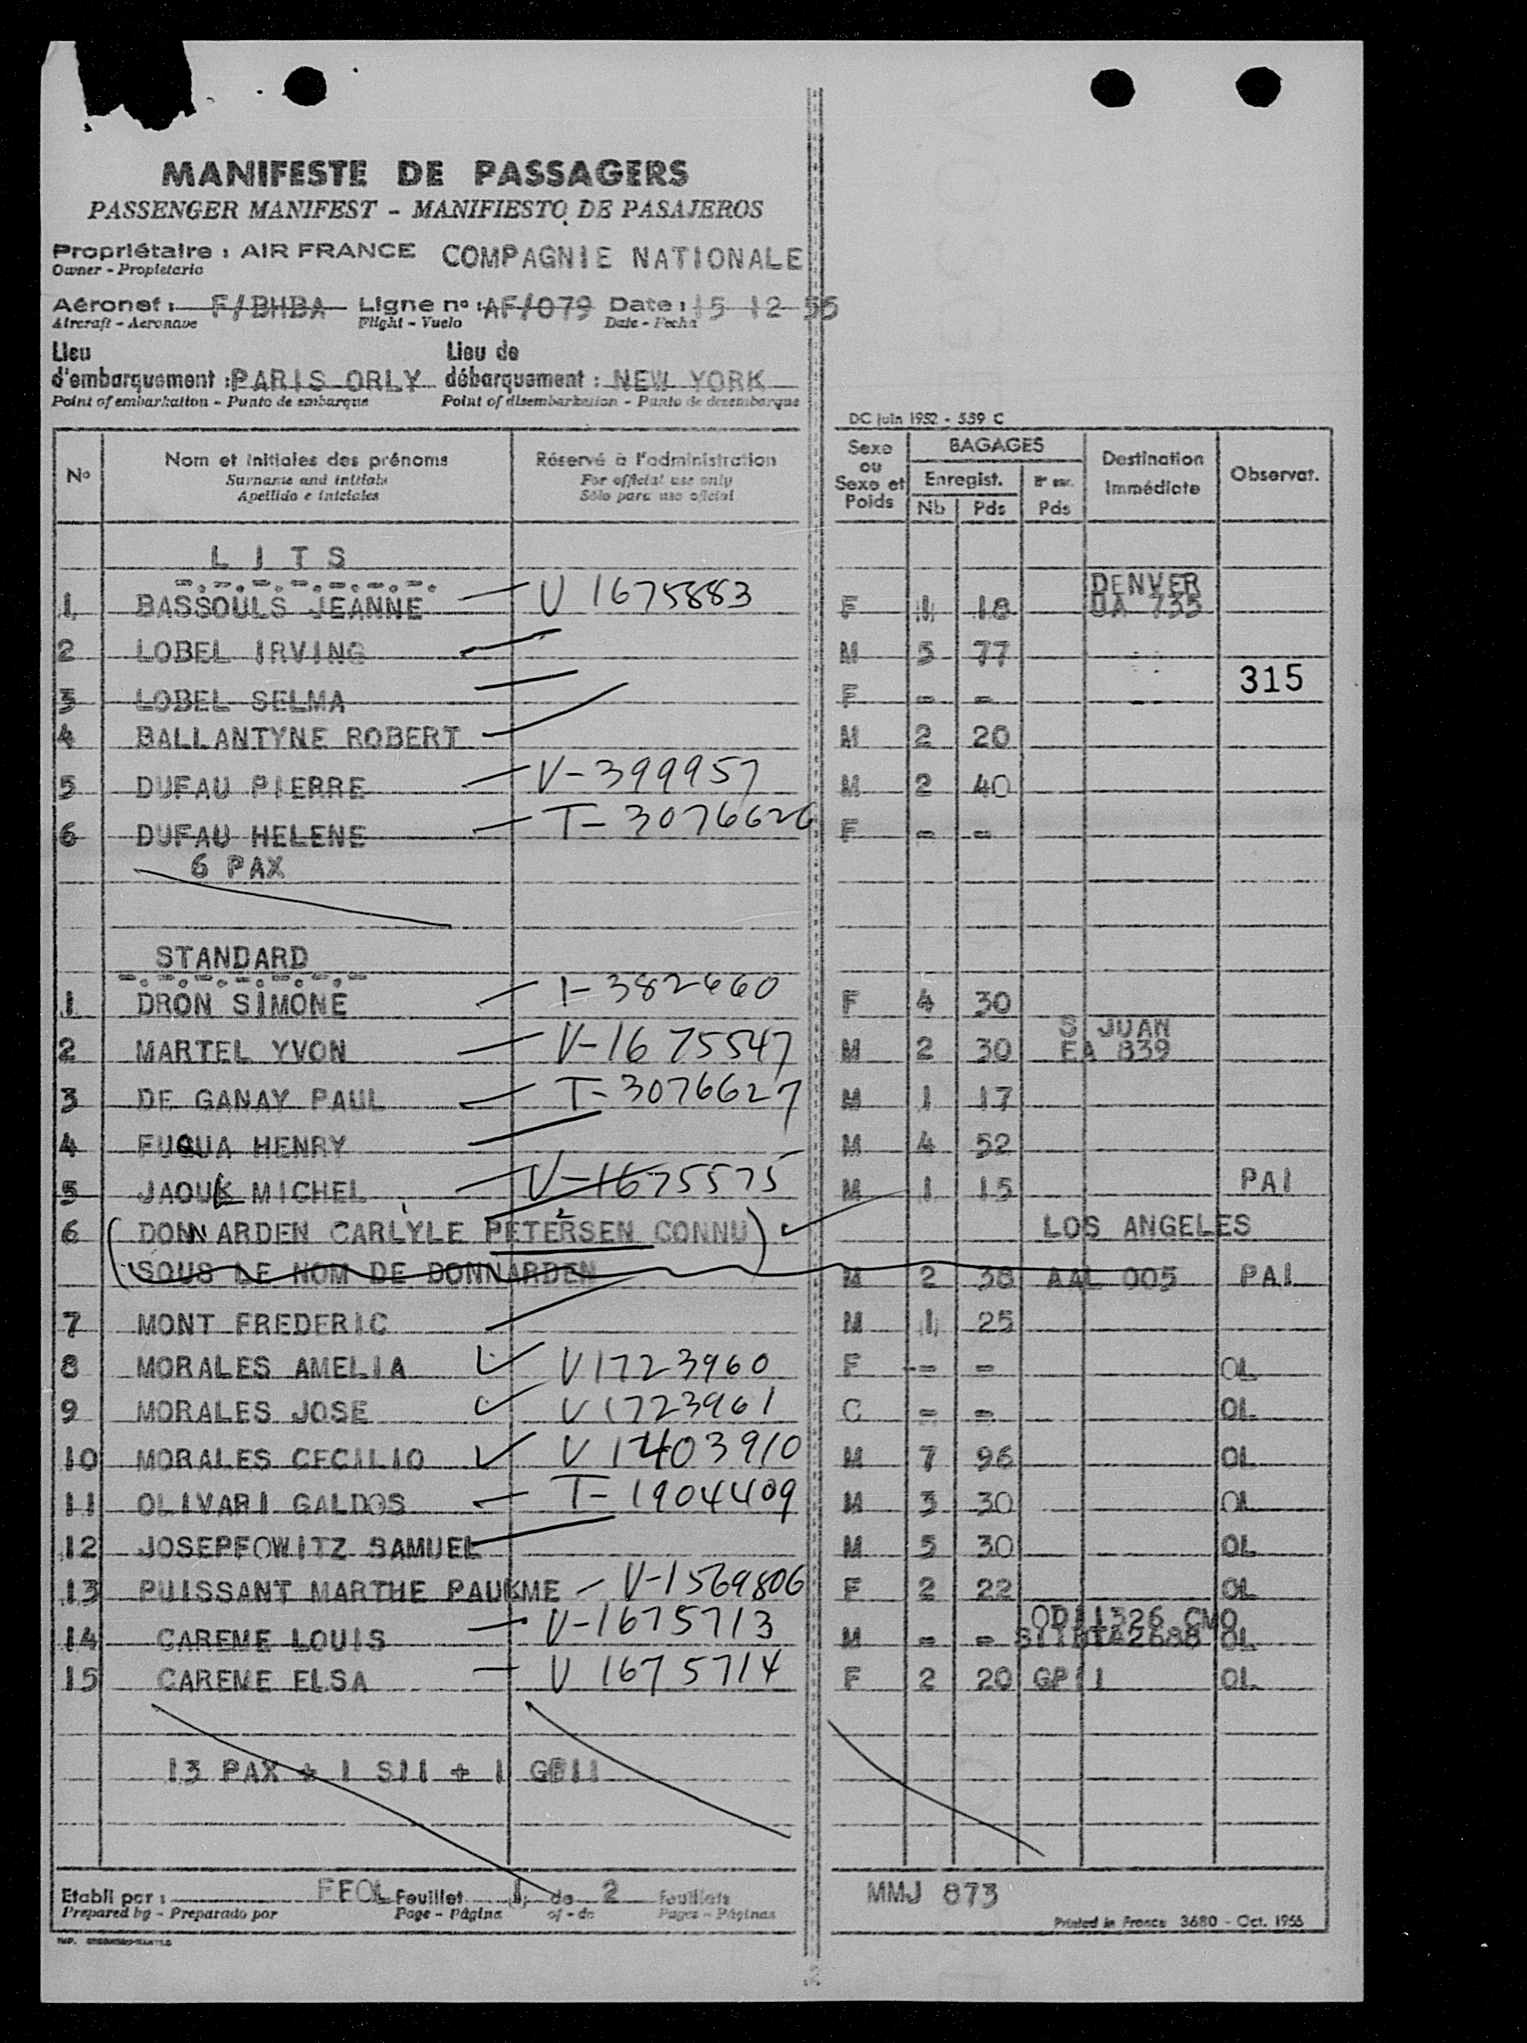 MANIFESTE DE PASSAGERS
PASSENGER MANIFEST - MANIFIESTO DE PASAJEROS
Propriétaire : AIR FRANCE COMPAGNIE NATIONALE
Owner - Propietario
Aéronef : F/BHBA Ligne nº : AF/079 Date : 15 12 55
Aircraft - Aeronave Flight - Vuelo Date - Fecha
Lieu d'embarquement : PARIS ORLY Lieu de débarquement : NEW YORK
Point of embarkation - Punto de embarque Point of disembarkation - Punto de desembarque
DC juin 1952 - 559 C
Nº Nom et initiales des prénoms Réservé à l'administration Sexe ou Sexe et Poids BAGAGES Destination Immédiate Observat.
Surname and initials For official use only Enregist.
Apellido e iniciales Sólo para uso oficial Nb Pds Pds
LITS
DENVER
1 BASSOULS JEANNE U 1675883 F 1 18 UA 735
2 LOBEL IRVING M 5 77
315
3 LOBEL SELMA F = =
4 BALLANTYNE ROBERT M 2 20
5 DUFAU PIERRE V-399957 M 2 40
6 DUFAU HELENE T-3076626 F = =
6 PAX
STANDARD
1 DRON SIMONE 1-382660 F 4 30
S JUAN
2 MARTEL YVON V-1675547 M 2 30 EA 839
3 DE GANAY PAUL T-3076627 M 1 17
4 FUQUA HENRY M 4 52
5 JAOUK MICHEL V-1675575 M 1 15 PAI
6 (DONNARDEN CARLYLE PETERSEN CONNU) LOS ANGELES
SOUS LE NOM DE DONNARDEN M 2 38 AAL 005 PAI
7 MONT FREDERIC M 1 25
8 MORALES AMELIA V1723960 F = = OL
9 MORALES JOSE V1723961 C = = OL
10 MORALES CECILIO V1403910 M 7 96 OL
11 OLIVARI GALDOS T-1904409 M 3 30 OL
12 JOSEPFOWITZ SAMUEL M 5 30 OL
13 PUISSANT MARTHE PAUKME V-1569806 F 2 22 OL
14 CAREME LOUIS V-1675713 M = = OL
15 CAREME ELSA V 1675714 F 2 20 GP11 OL
13 PAX + 1 S11 + 1 GP11
Etabli par : FEOL Feuillet 1 de 2 feuillets
Prepared by - Preparado por Page - Página of - de Pages - Páginas
MMJ 873
Printed in France 3680 - Oct. 1955